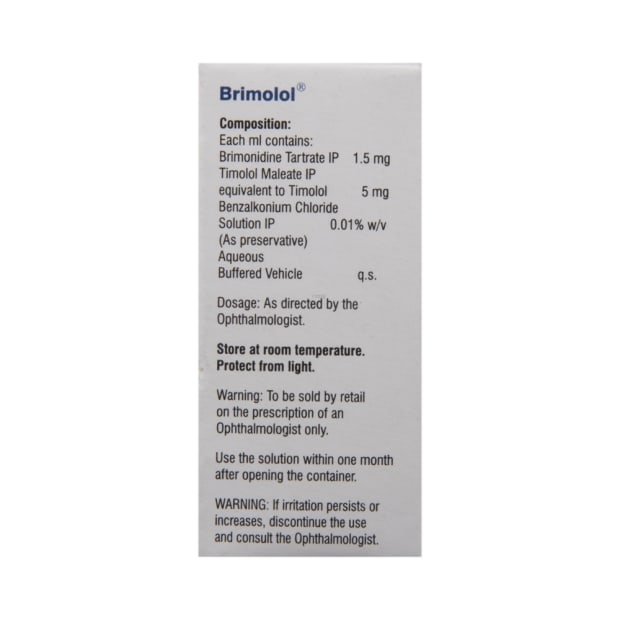 Brimolol®
Composition:
Each ml contains:
Brimonidine Tartrate IP 1.5 mg
Timolol Maleate IP
equivalent to Timolol 5 mg
Benzalkonium Chloride
Solution IP 0.01% w/v
(As preservative)
Aqueous
Buffered Vehicle q.s.
Dosage: As directed by the
Ophthalmologist.
Store at room temperature.
Protect from light.
Warning: To be sold by retail
on the prescription of an
Ophthalmologist only.
Use the solution within one month
after opening the container.
WARNING: If irritation persists or
increases, discontinue the use
and consult the Ophthalmologist.